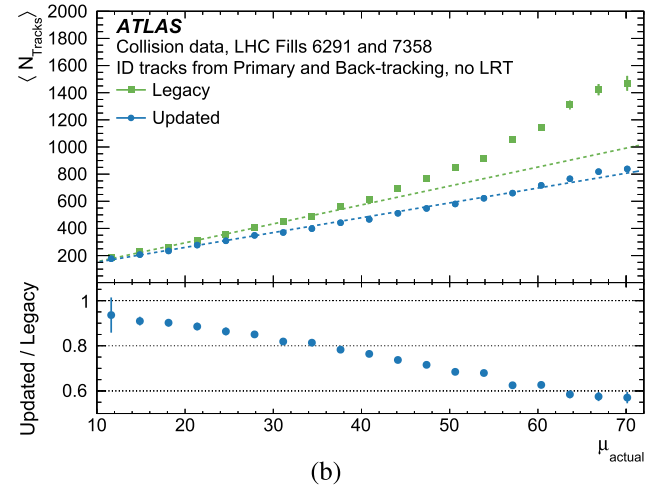 2000
1800
1600
1400
1200
1000
800
600
400
200
⟨ N_Tracks ⟩
ATLAS
Collision data, LHC Fills 6291 and 7358
ID tracks from Primary and Back-tracking, no LRT
Legacy
Updated
1
0.8
0.6
Updated / Legacy
10 20 30 40 50 60 70
μ_actual
(b)